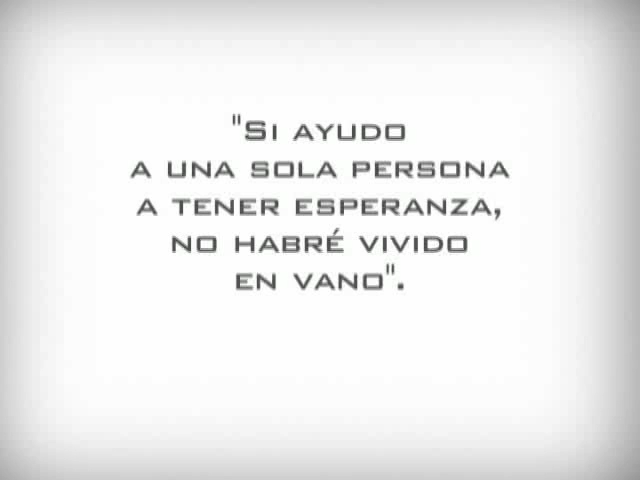 "Si ayudo
a una sola persona
a tener esperanza,
no habré vivido
en vano".